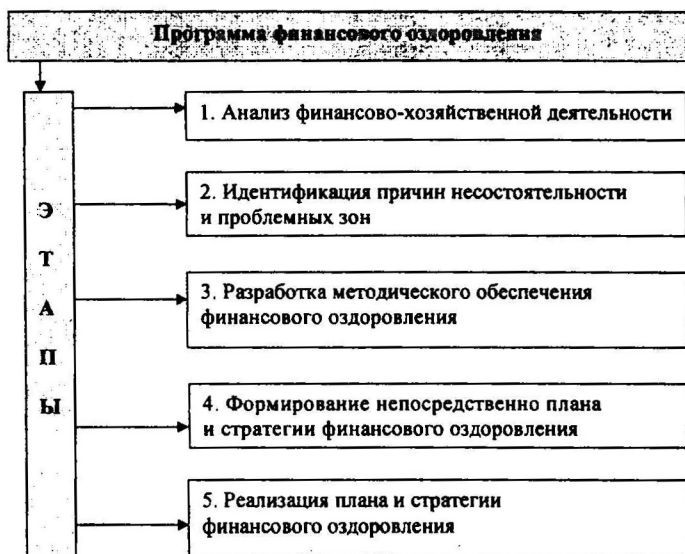 Программа финансового оздоровления
ЭТАПЫ
1. Анализ финансово-хозяйственной деятельности
2. Идентификация причин несостоятельности
и проблемных зон
3. Разработка методического обеспечения
финансового оздоровления
4. Формирование непосредственно плана
и стратегии финансового оздоровления
5. Реализация плана и стратегии
финансового оздоровления